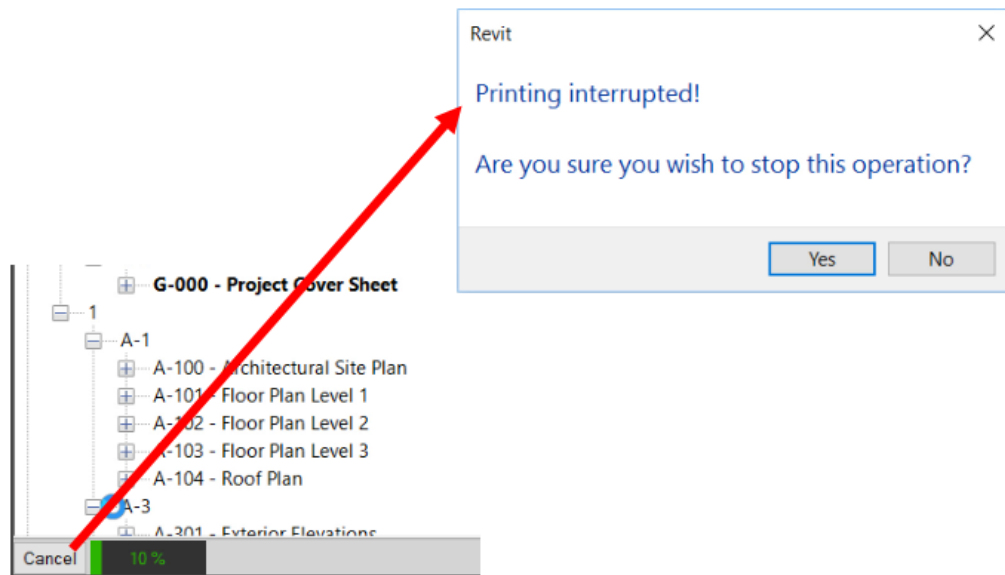 Revit
Printing interrupted!
Are you sure you wish to stop this operation?
Yes
No
G-000 - Project Cover Sheet
1
A-1
A-100 - Architectural Site Plan
A-101 - Floor Plan Level 1
A-102 - Floor Plan Level 2
A-103 - Floor Plan Level 3
A-104 - Roof Plan
A-3
A-301 - Exterior Elevations
Cancel
10 %